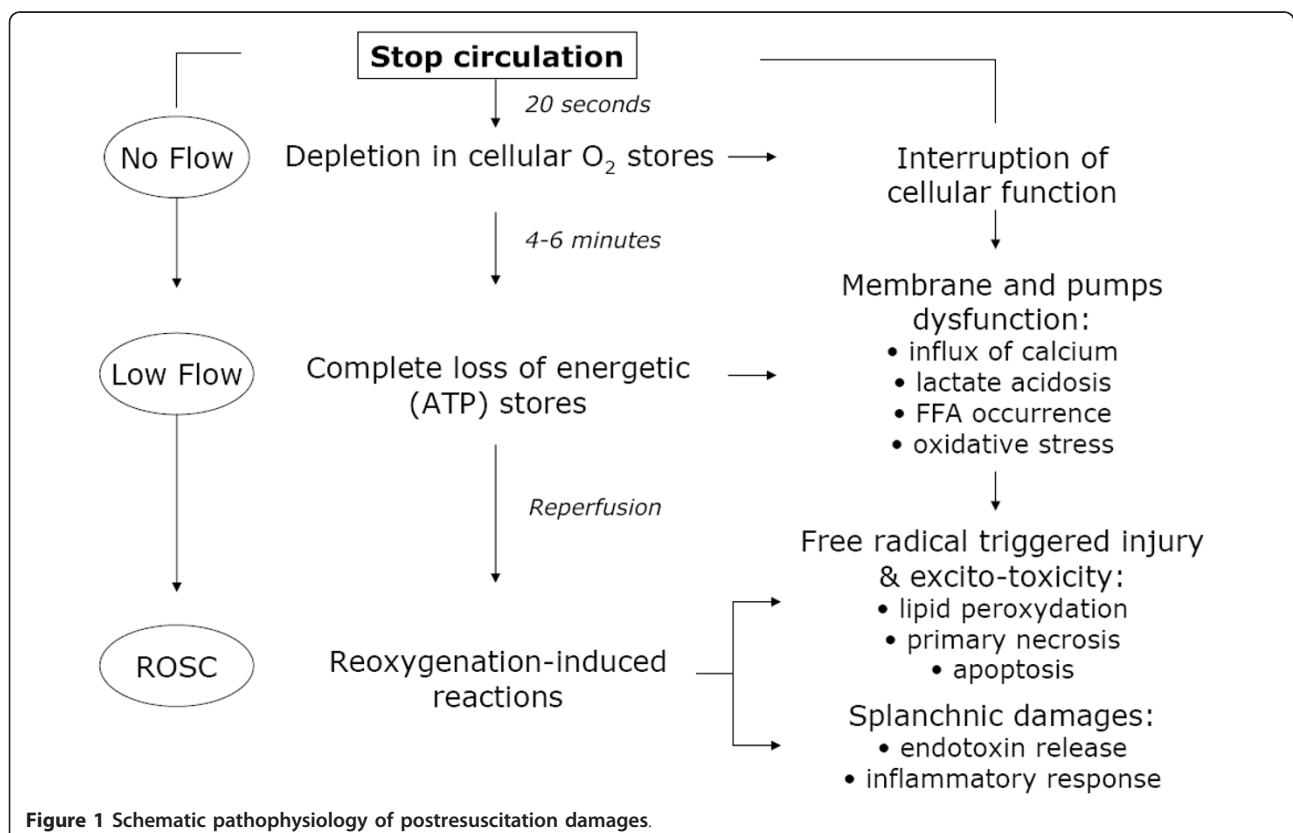 Stop circulation
20 seconds
No Flow
Depletion in cellular O₂ stores
Interruption of
cellular function
4-6 minutes
Low Flow
Complete loss of energetic
(ATP) stores
Membrane and pumps
dysfunction:
• influx of calcium
• lactate acidosis
• FFA occurrence
• oxidative stress
Reperfusion
ROSC
Reoxygenation-induced
reactions
Free radical triggered injury
& excito-toxicity:
• lipid peroxydation
• primary necrosis
• apoptosis
Splanchnic damages:
• endotoxin release
• inflammatory response
Figure 1 Schematic pathophysiology of postresuscitation damages.